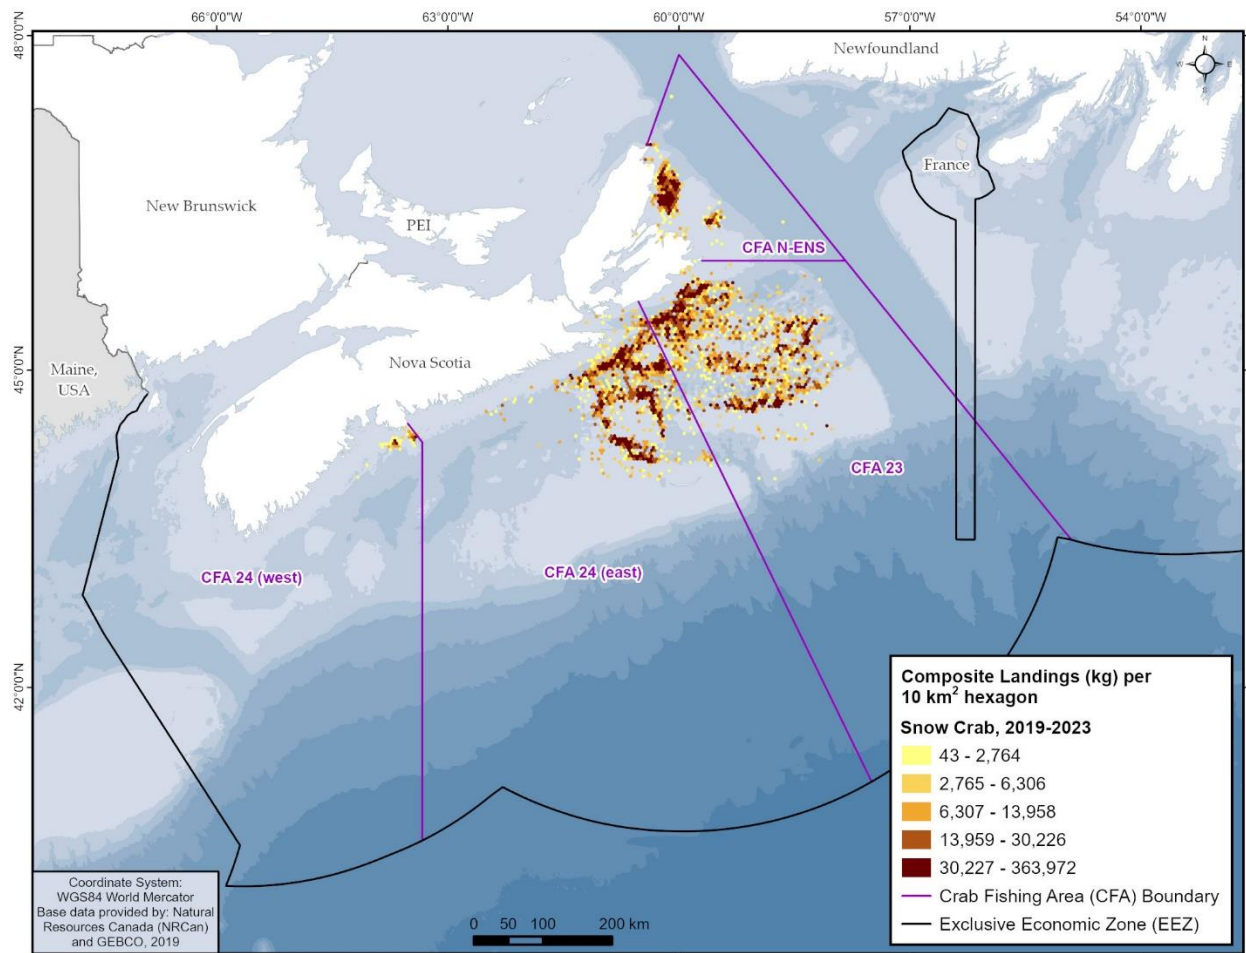 66°0'0"W
63°0'0"W
60°0'0"W
57°0'0"W
54°0'0"W
48°0'0"N
45°0'0"N
42°0'0"N
Newfoundland
N
W
E
S
France
New Brunswick
PEI
CFA N-ENS
Maine,
USA
Nova Scotia
CFA 23
CFA 24 (west)
CFA 24 (east)
Composite Landings (kg) per
10 km² hexagon
Snow Crab, 2019-2023
43 - 2,764
2,765 - 6,306
6,307 - 13,958
13,959 - 30,226
30,227 - 363,972
Crab Fishing Area (CFA) Boundary
Exclusive Economic Zone (EEZ)
Coordinate System:
WGS84 World Mercator
Base data provided by: Natural
Resources Canada (NRCan)
and GEBCO, 2019
0 50 100 200 km